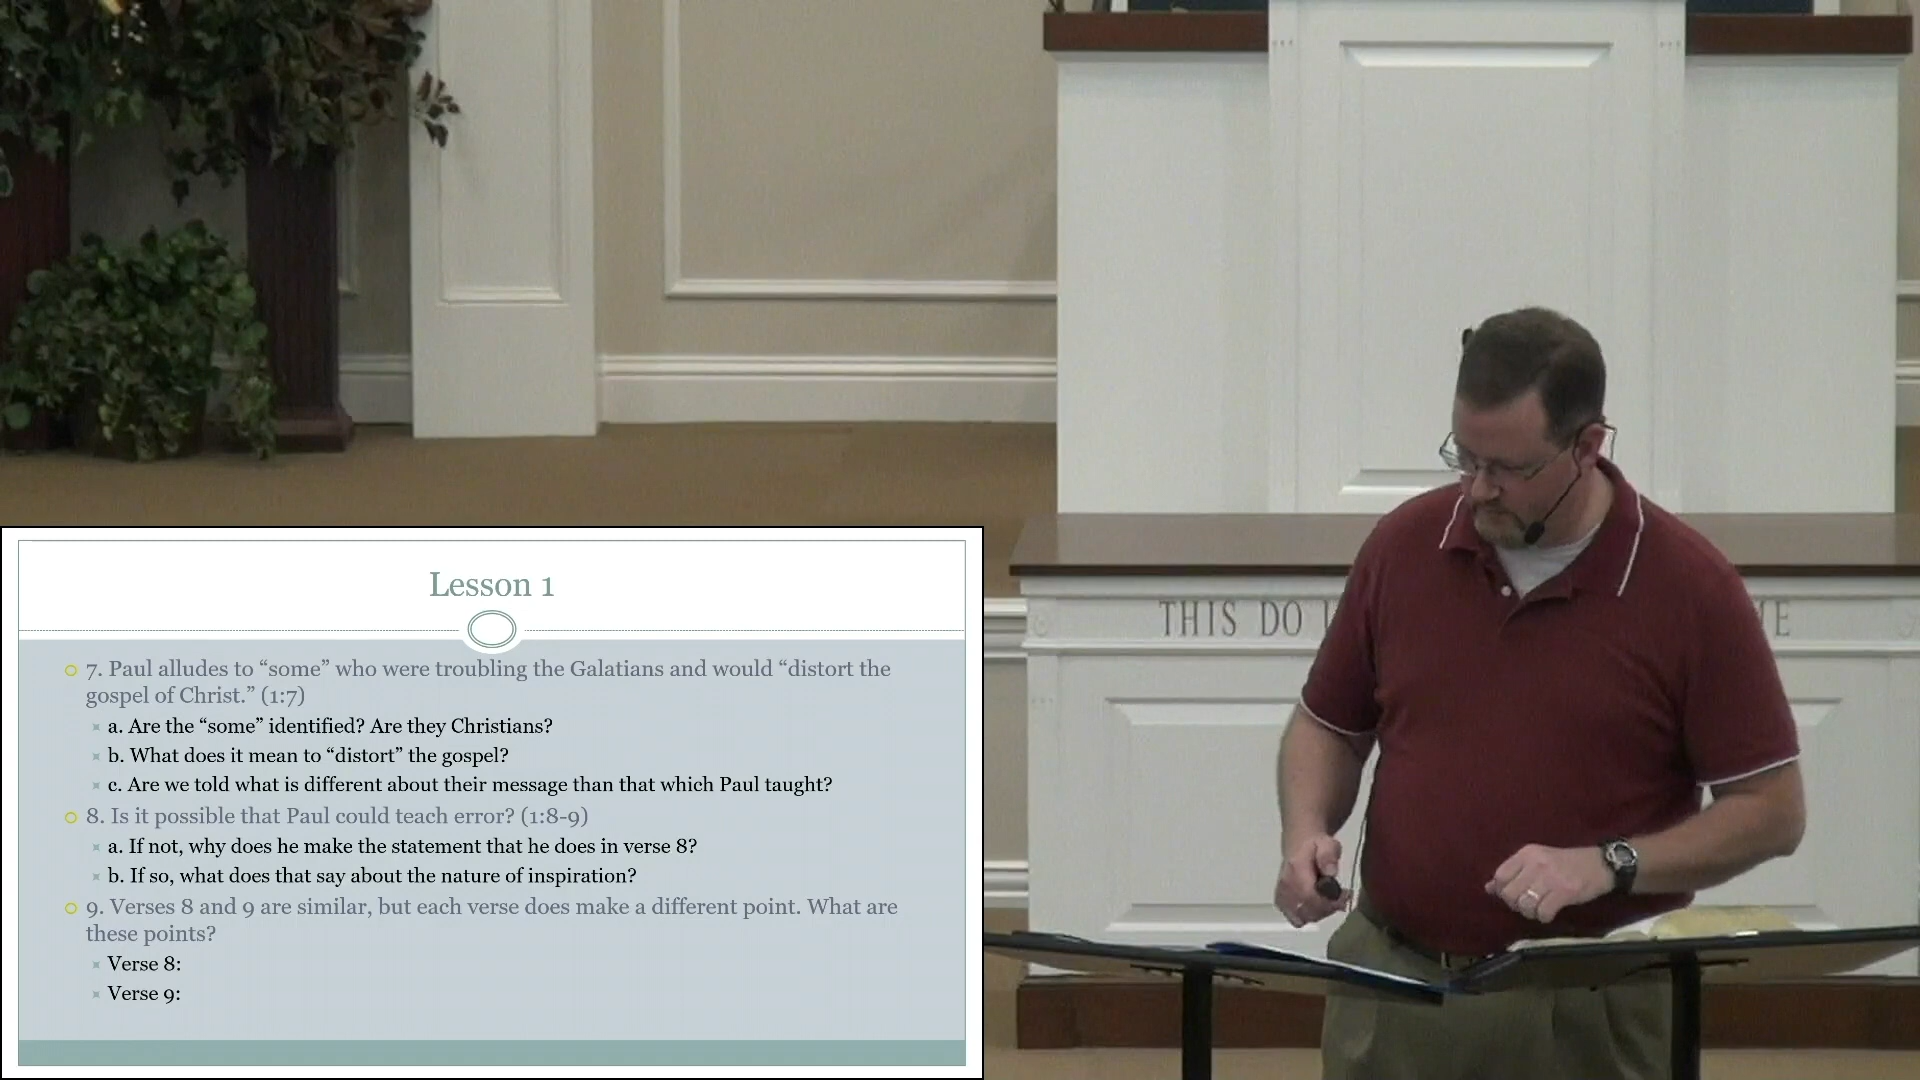 Lesson 1
7. Paul alludes to “some” who were troubling the Galatians and would “distort the
gospel of Christ.” (1:7)
a. Are the “some” identified? Are they Christians?
b. What does it mean to “distort” the gospel?
c. Are we told what is different about their message than that which Paul taught?
8. Is it possible that Paul could teach error? (1:8-9)
a. If not, why does he make the statement that he does in verse 8?
b. If so, what does that say about the nature of inspiration?
9. Verses 8 and 9 are similar, but each verse does make a different point. What are
these points?
Verse 8:
Verse 9:
THIS DO